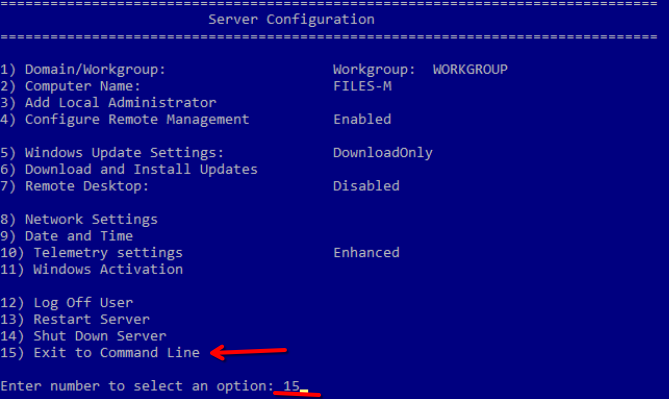 ===============================================================================
Server Configuration
===============================================================================
1) Domain/Workgroup: Workgroup: WORKGROUP
2) Computer Name: FILES-M
3) Add Local Administrator
4) Configure Remote Management Enabled
5) Windows Update Settings: DownloadOnly
6) Download and Install Updates
7) Remote Desktop: Disabled
8) Network Settings
9) Date and Time
10) Telemetry settings Enhanced
11) Windows Activation
12) Log Off User
13) Restart Server
14) Shut Down Server
15) Exit to Command Line
Enter number to select an option: 15_